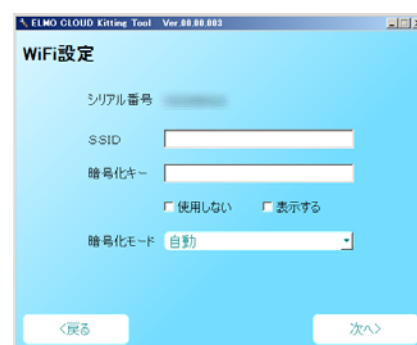 ELMO CLOUD Kitting Tool Ver.00.00.003
WiFi設定
シリアル番号
SSID
暗号化キー
使用しない 表示する
暗号化モード 自動
<戻る 次へ>